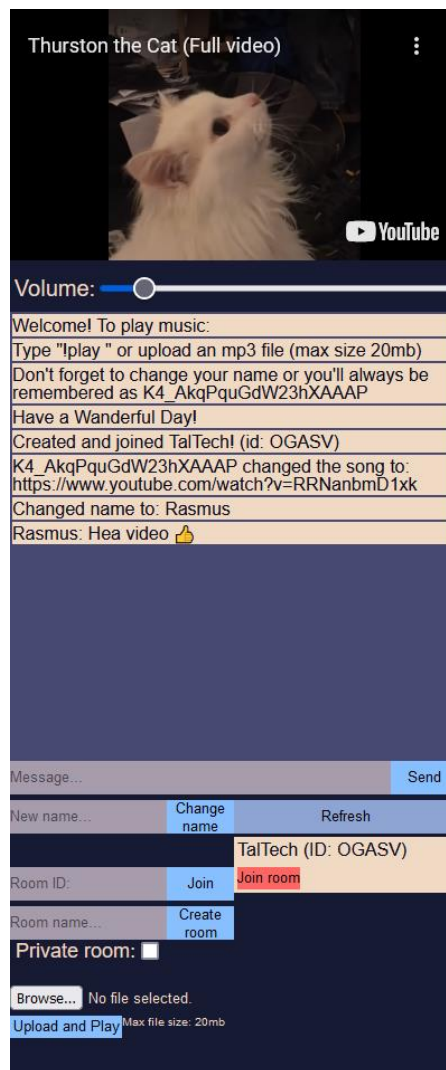 Thurston the Cat (Full video)
YouTube
Volume:
Welcome! To play music:
Type "!play " or upload an mp3 file (max size 20mb)
Don't forget to change your name or you'll always be
remembered as K4_AkqPquGdW23hXAAAP
Have a Wanderful Day!
Created and joined TalTech! (id: OGASV)
K4_AkqPquGdW23hXAAAP changed the song to:
https://www.youtube.com/watch?v=RRNanbmD1xk
Changed name to: Rasmus
Rasmus: Hea video 👍
Message...
Send
New name...
Change
name
Refresh
TalTech (ID: OGASV)
Join room
Room ID:
Join
Room name...
Create
room
Private room:
Browse... No file selected.
Upload and Play Max file size: 20mb